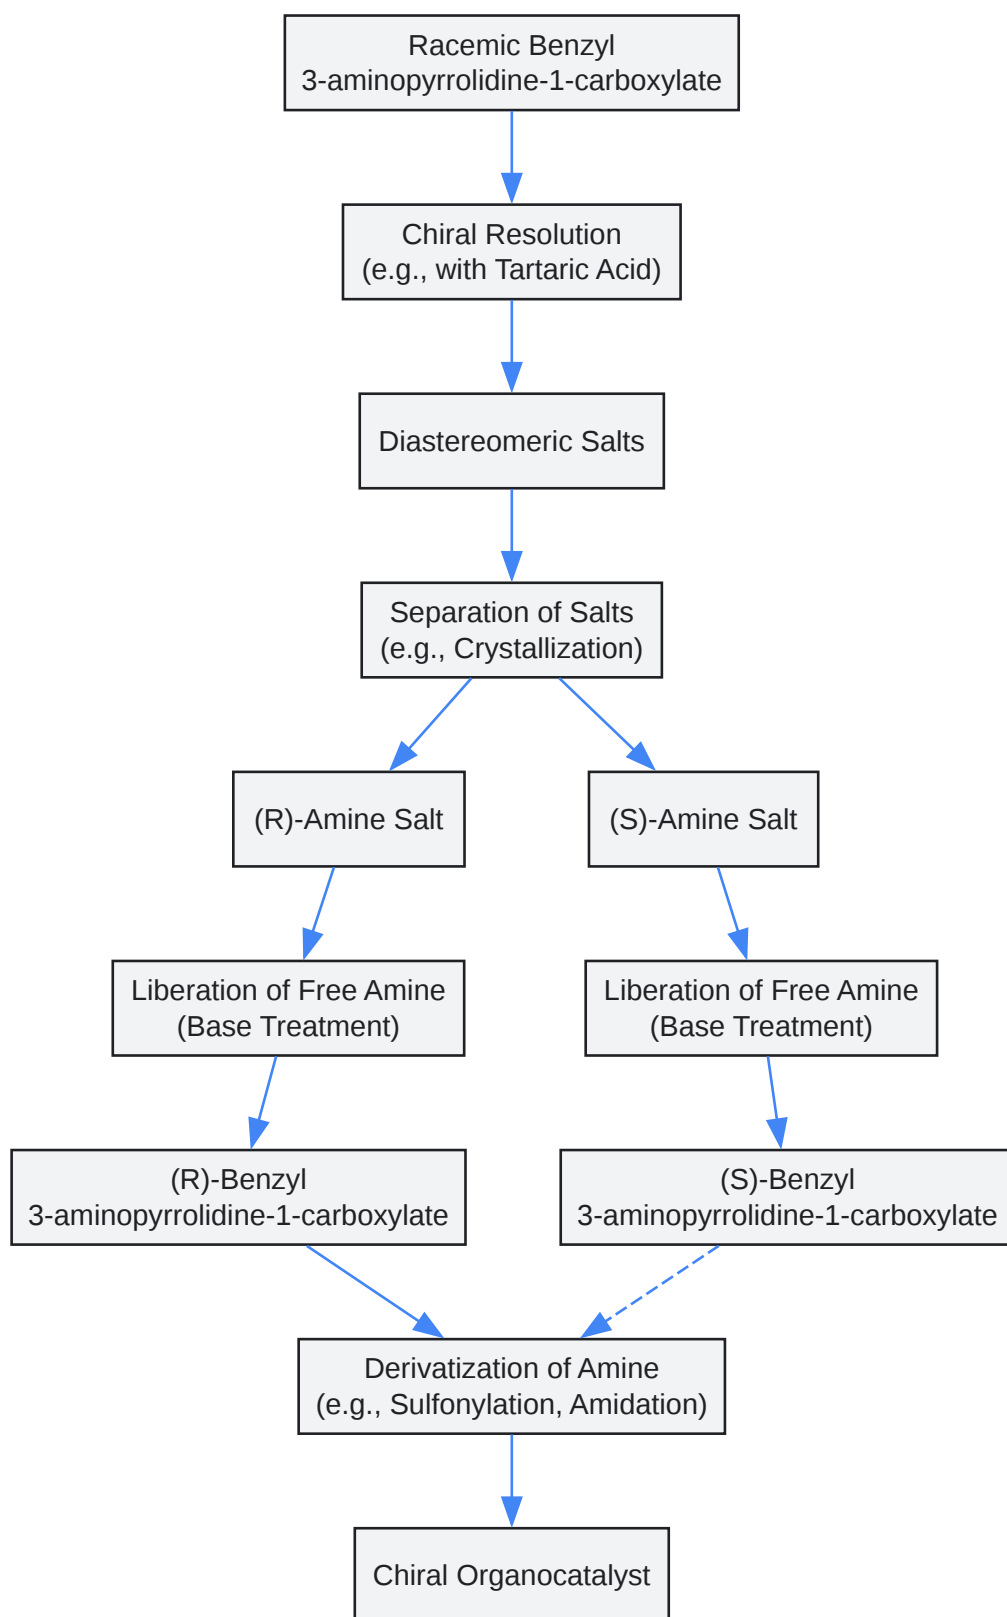 Racemic Benzyl
3-aminopyrrolidine-1-carboxylate
Chiral Resolution
(e.g., with Tartaric Acid)
Diastereomeric Salts
Separation of Salts
(e.g., Crystallization)
(R)-Amine Salt
(S)-Amine Salt
Liberation of Free Amine
(Base Treatment)
Liberation of Free Amine
(Base Treatment)
(R)-Benzyl
3-aminopyrrolidine-1-carboxylate
(S)-Benzyl
3-aminopyrrolidine-1-carboxylate
Derivatization of Amine
(e.g., Sulfonylation, Amidation)
Chiral Organocatalyst